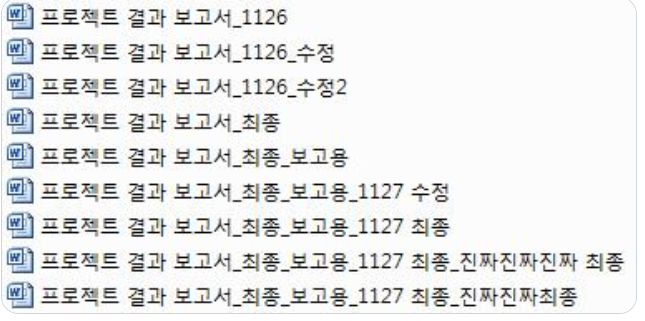 프로젝트 결과 보고서_1126
프로젝트 결과 보고서_1126_수정
프로젝트 결과 보고서_1126_수정2
프로젝트 결과 보고서_최종
프로젝트 결과 보고서_최종_보고용
프로젝트 결과 보고서_최종_보고용_1127 수정
프로젝트 결과 보고서_최종_보고용_1127 최종
프로젝트 결과 보고서_최종_보고용_1127 최종_진짜진짜진짜 최종
프로젝트 결과 보고서_최종_보고용_1127 최종_진짜진짜최종